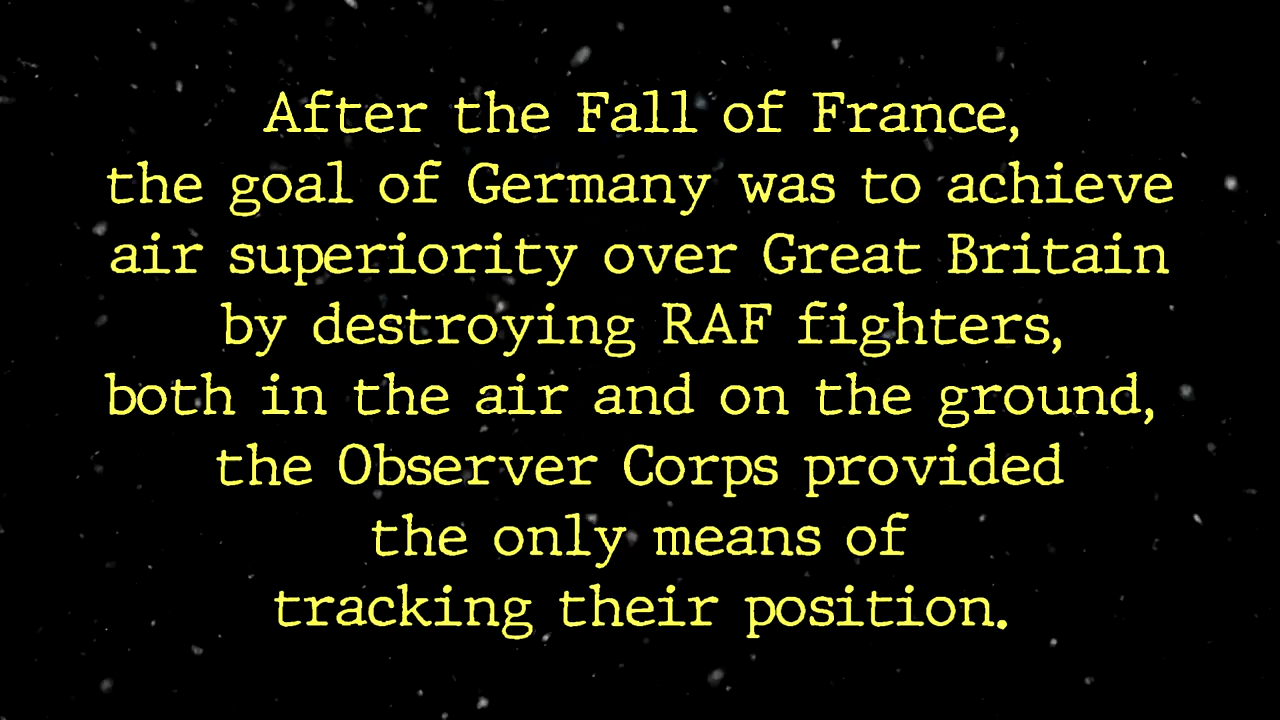 After the Fall of France,
the goal of Germany was to achieve
air superiority over Great Britain
by destroying RAF fighters,
both in the air and on the ground,
the Observer Corps provided
the only means of
tracking their position.